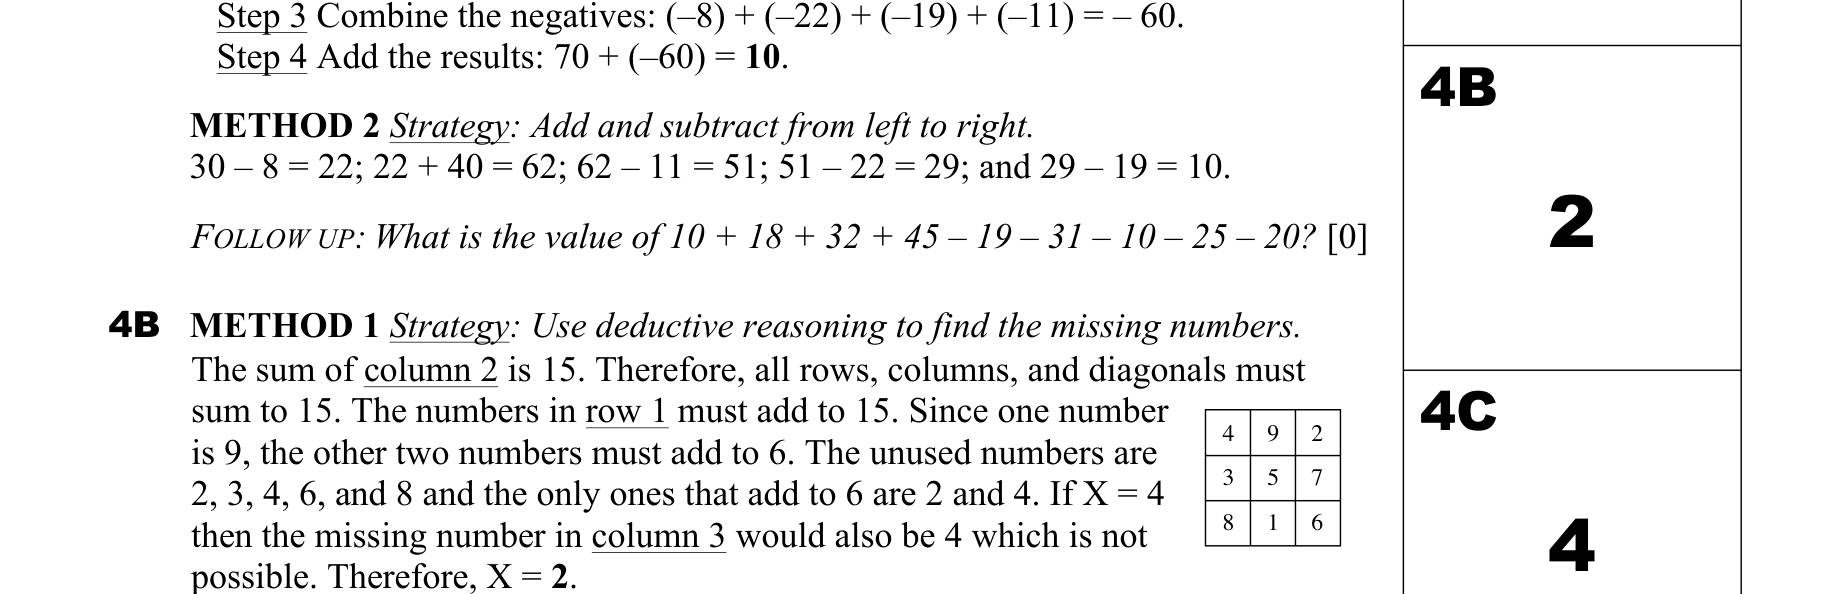 Step 3 Combine the negatives: (–8) + (–22) + (–19) + (–11) = – 60.
Step 4 Add the results: 70 + (–60) = 10.
METHOD 2 Strategy: Add and subtract from left to right.
30 – 8 = 22; 22 + 40 = 62; 62 – 11 = 51; 51 – 22 = 29; and 29 – 19 = 10.
FOLLOW UP: What is the value of 10 + 18 + 32 + 45 – 19 – 31 – 10 – 25 – 20? [0]
4B METHOD 1 Strategy: Use deductive reasoning to find the missing numbers.
The sum of column 2 is 15. Therefore, all rows, columns, and diagonals must
sum to 15. The numbers in row 1 must add to 15. Since one number
is 9, the other two numbers must add to 6. The unused numbers are
2, 3, 4, 6, and 8 and the only ones that add to 6 are 2 and 4. If X = 4
then the missing number in column 3 would also be 4 which is not
possible. Therefore, X = 2.
4 9 2
3 5 7
8 1 6
4B
2
4C
4